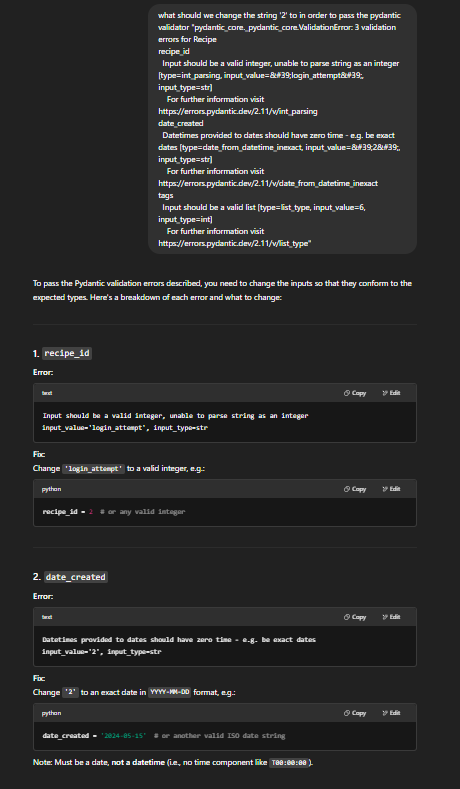 what should we change the string '2' to in order to pass the pydantic
validator "pydantic_core._pydantic_core.ValidationError: 3 validation
errors for Recipe
recipe_id
Input should be a valid integer, unable to parse string as an integer
[type=int_parsing, input_value=&#39;login_attempt&#39;,
input_type=str]
For further information visit
https://errors.pydantic.dev/2.11/v/int_parsing
date_created
Datetimes provided to dates should have zero time - e.g. be exact
dates [type=date_from_datetime_inexact, input_value=&#39;2&#39;,
input_type=str]
For further information visit
https://errors.pydantic.dev/2.11/v/date_from_datetime_inexact
tags
Input should be a valid list [type=list_type, input_value=6,
input_type=int]
For further information visit
https://errors.pydantic.dev/2.11/v/list_type"
To pass the Pydantic validation errors described, you need to change the inputs so that they conform to the
expected types. Here's a breakdown of each error and what to change:
1. recipe_id
Error:
text Copy Edit
Input should be a valid integer, unable to parse string as an integer
input_value='login_attempt', input_type=str
Fix:
Change 'login_attempt' to a valid integer, e.g.:
python Copy Edit
recipe_id = 2 # or any valid integer
2. date_created
Error:
text Copy Edit
Datetimes provided to dates should have zero time - e.g. be exact dates
input_value='2', input_type=str
Fix:
Change '2' to an exact date in YYYY-MM-DD format, e.g.:
python Copy Edit
date_created = '2024-05-15' # or another valid ISO date string
Note: Must be a date, not a datetime (i.e., no time component like T00:00:00).